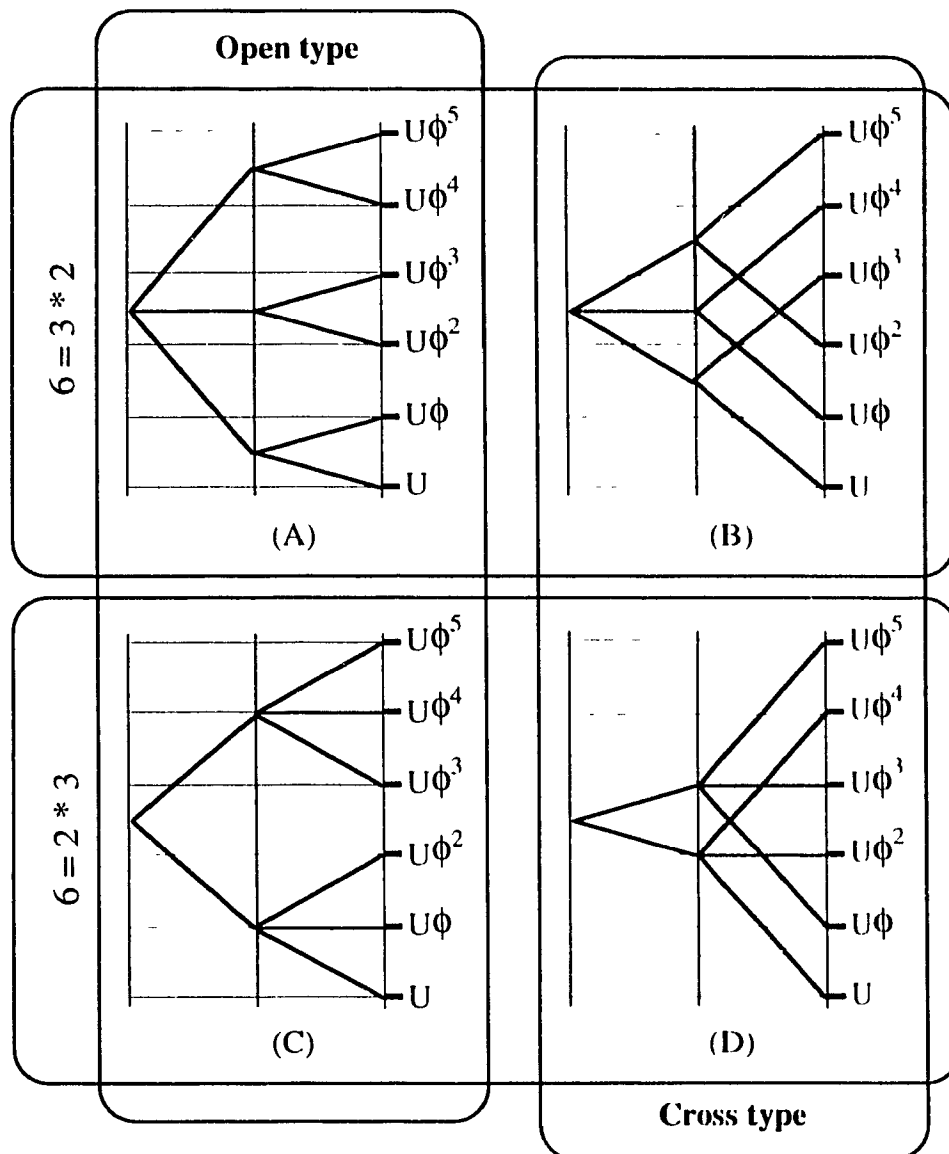 Open type
6 = 3 * 2
Uϕ⁵
Uϕ⁴
Uϕ³
Uϕ²
Uϕ
U
(A)
Uϕ⁵
Uϕ⁴
Uϕ³
Uϕ²
Uϕ
U
(B)
6 = 2 * 3
Uϕ⁵
Uϕ⁴
Uϕ³
Uϕ²
Uϕ
U
(C)
Uϕ⁵
Uϕ⁴
Uϕ³
Uϕ²
Uϕ
U
(D)
Cross type